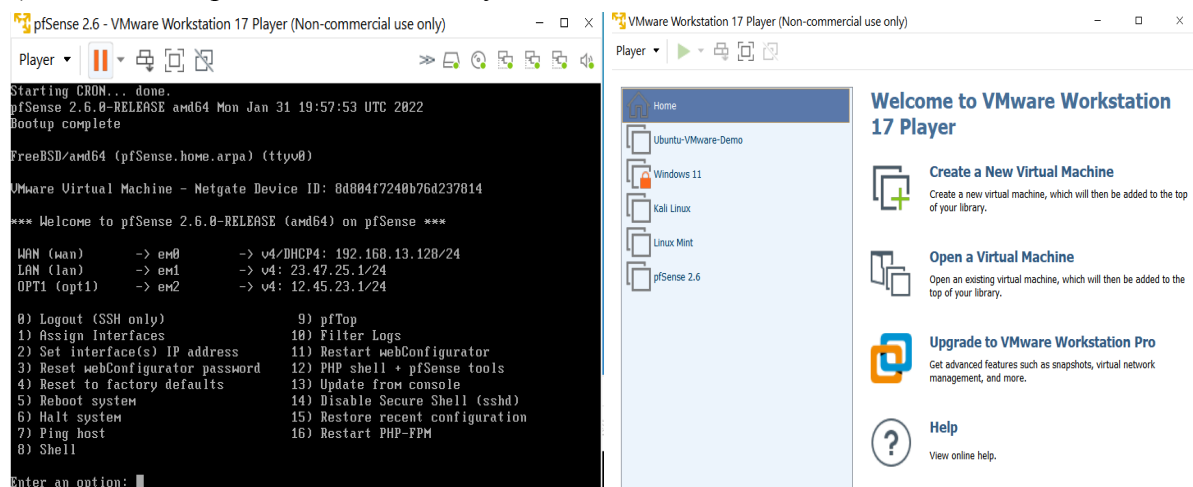 pfSense 2.6 - VMware Workstation 17 Player (Non-commercial use only)
Player
Starting CRON... done.
pfSense 2.6.0-RELEASE amd64 Mon Jan 31 19:57:53 UTC 2022
Bootup complete
FreeBSD/amd64 (pfSense.home.arpa) (ttyv0)
VMware Virtual Machine - Netgate Device ID: 8d804f7240b76d237814
*** Welcome to pfSense 2.6.0-RELEASE (amd64) on pfSense ***
WAN (wan) -> em0 -> v4/DHCP4: 192.168.13.128/24
LAN (lan) -> em1 -> v4: 23.47.25.1/24
OPT1 (opt1) -> em2 -> v4: 12.45.23.1/24
0) Logout (SSH only) 9) pfTop
1) Assign Interfaces 10) Filter Logs
2) Set interface(s) IP address 11) Restart webConfigurator
3) Reset webConfigurator password 12) PHP shell + pfSense tools
4) Reset to factory defaults 13) Update from console
5) Reboot system 14) Disable Secure Shell (sshd)
6) Halt system 15) Restore recent configuration
7) Ping host 16) Restart PHP-FPM
8) Shell
Enter an option:
VMware Workstation 17 Player (Non-commercial use only)
Player
Home
Ubuntu-VMware-Demo
Windows 11
Kali Linux
Linux Mint
pfSense 2.6
Welcome to VMware Workstation
17 Player
Create a New Virtual Machine
Create a new virtual machine, which will then be added to the top
of your library.
Open a Virtual Machine
Open an existing virtual machine, which will then be added to the
top of your library.
Upgrade to VMware Workstation Pro
Get advanced features such as snapshots, virtual network
management, and more.
Help
View online help.